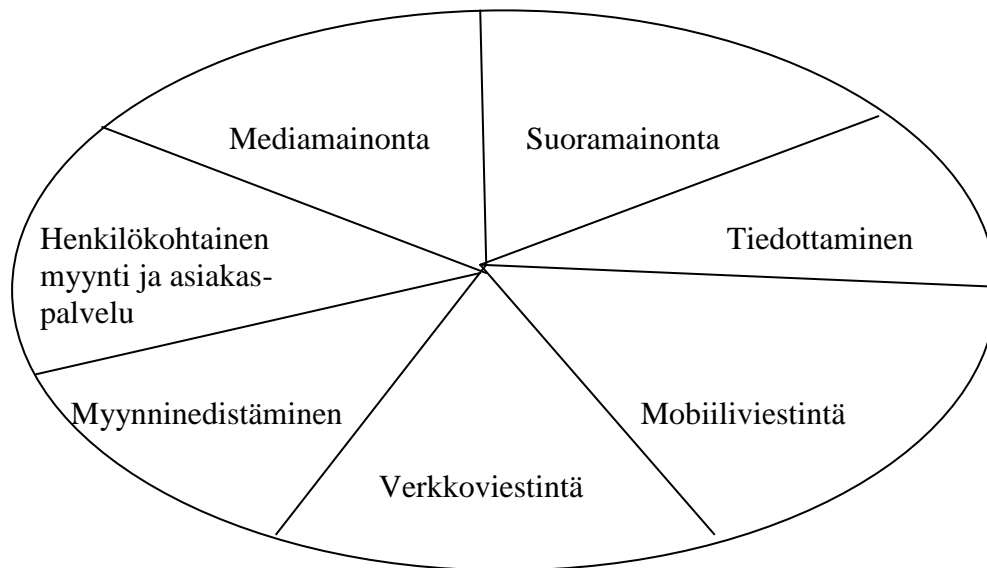 Mediamainonta
Suoramainonta
Henkilökohtainen
myynti ja asiakas-
palvelu
Tiedottaminen
Myynninedistäminen
Mobiiliviestintä
Verkkoviestintä